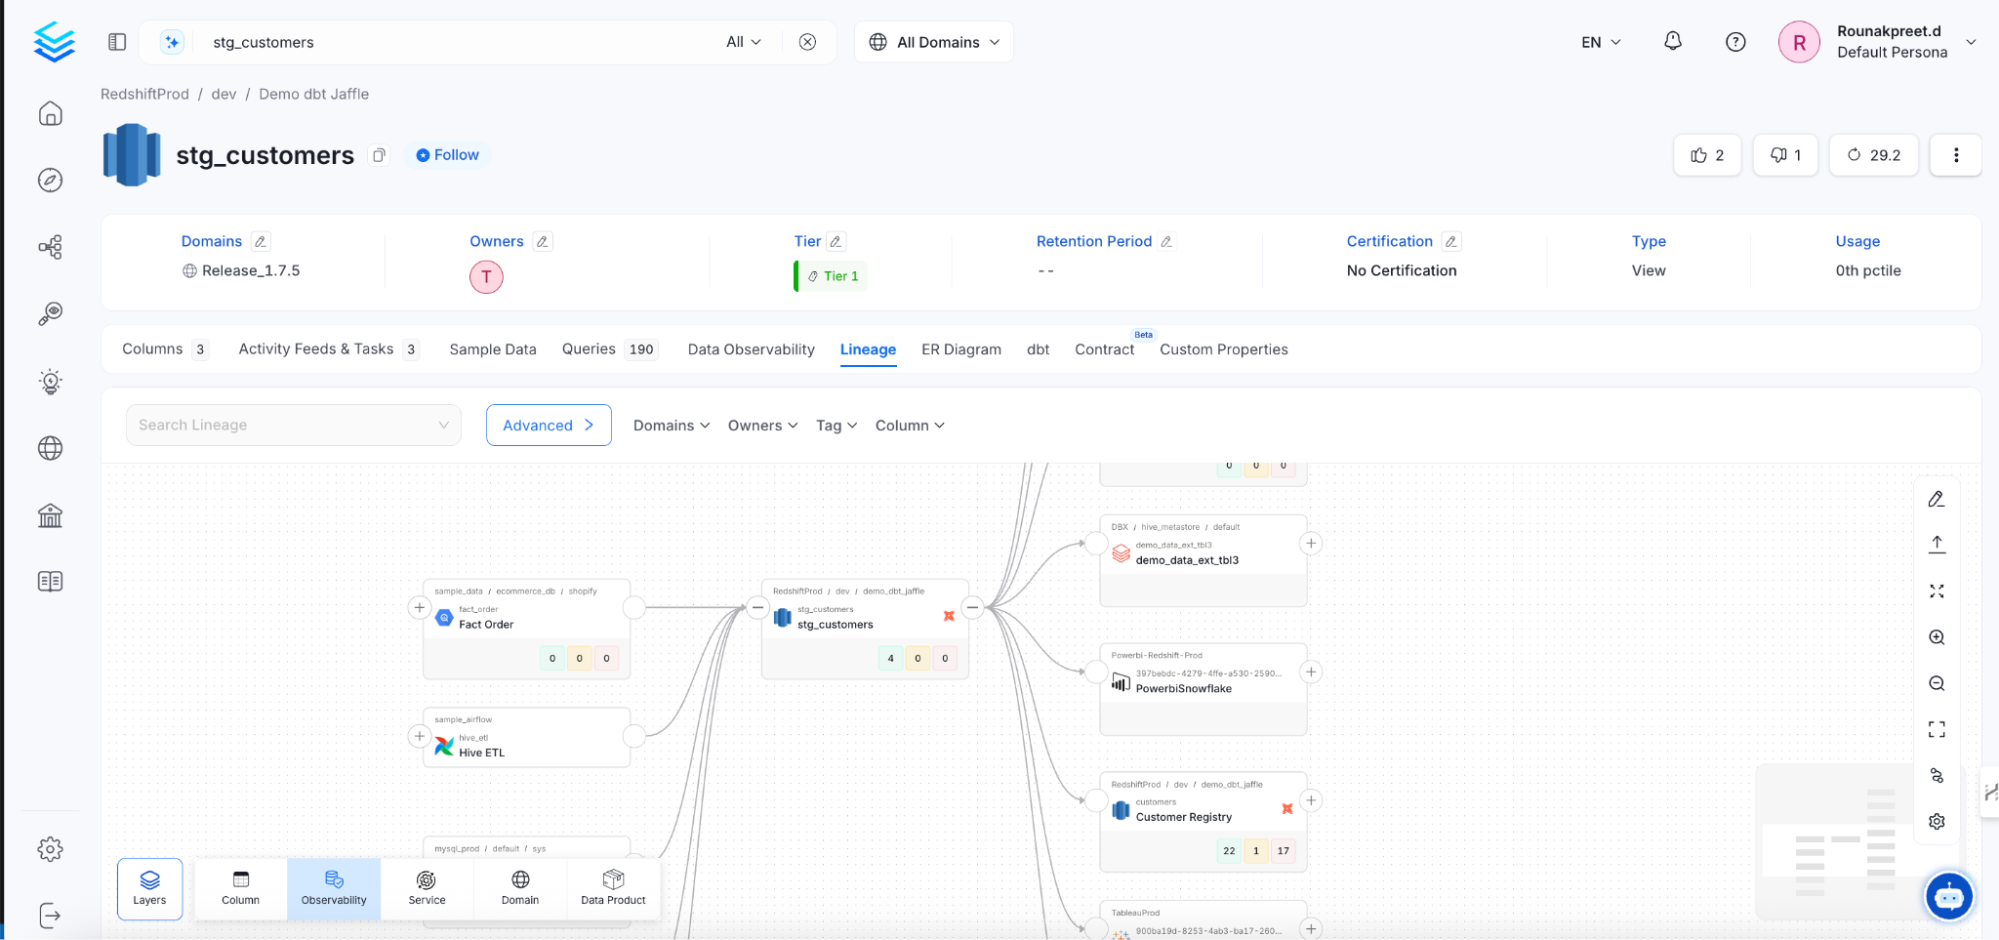 stg_customers
All
All Domains
EN
R
Rounakpreet.d
Default Persona
RedshiftProd / dev / Demo dbt Jaffle
stg_customers
Follow
2
1
29.2
Domains
Release_1.7.5
Owners
T
Tier
Tier 1
Retention Period
--
Certification
No Certification
Type
View
Usage
0th pctile
Columns 3
Activity Feeds & Tasks 3
Sample Data
Queries 190
Data Observability
Lineage
ER Diagram
dbt
Contract
Beta
Custom Properties
Search Lineage
Advanced
Domains
Owners
Tag
Column
0 0 0
DBX / hive_metastore / default
demo_data_ext_tbl3
demo_data_ext_tbl3
sample_data / ecommerce_db / shopify
fact_order
Fact Order
0 0 0
RedshiftProd / dev / demo_dbt_jaffle
stg_customers
stg_customers
4 0 0
Powerbi-Redshift-Prod
397bebdc-4279-4ffe-a530-2590...
PowerbiSnowflake
sample_airflow
hive_etl
Hive ETL
RedshiftProd / dev / demo_dbt_jaffle
customers
Customer Registry
22 1 17
mysql_prod / default / sys
TableauProd
900ba19d-8253-4ab3-ba17-260...
Layers
Column
Observability
Service
Domain
Data Product